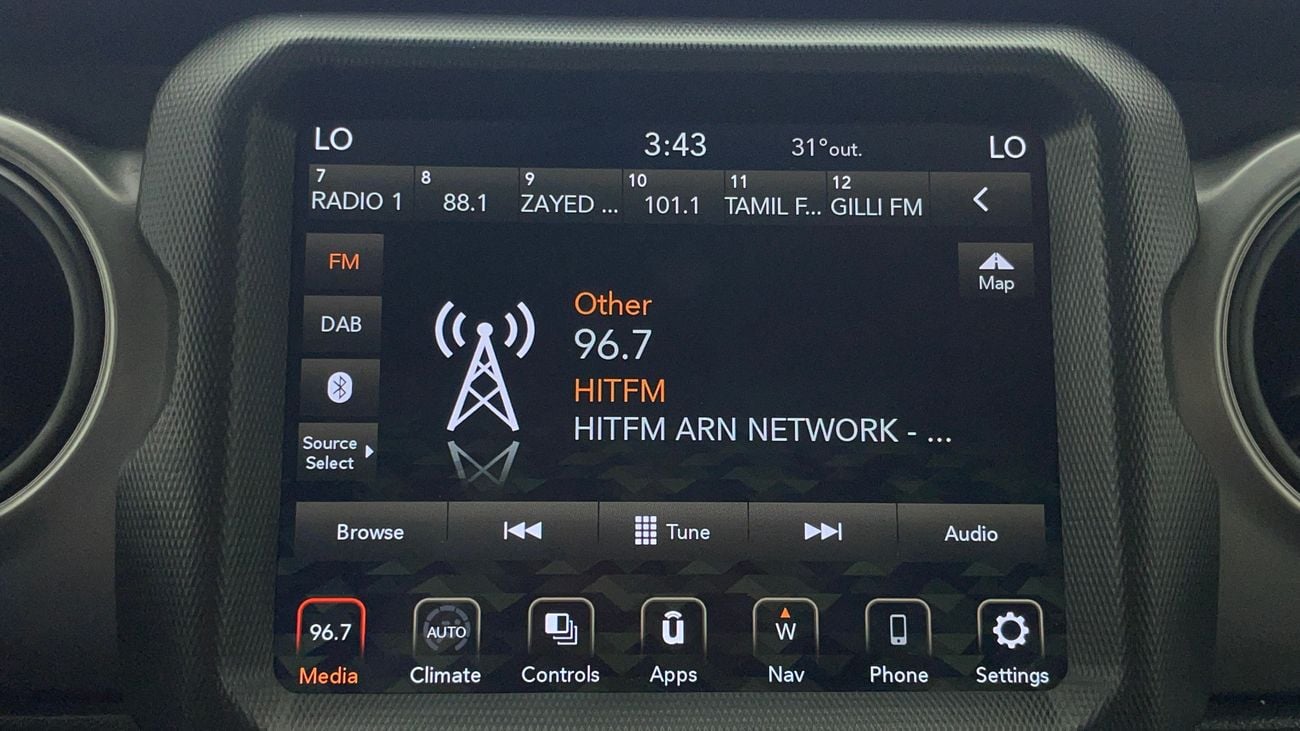 LO 3:43 31°out. LO
7 8 9 10 11 12
RADIO 1 88.1 ZAYED ... 101.1 TAMIL F... GILLI FM
FM
Map
DAB
Other
96.7
HITFM
HITFM ARN NETWORK - ...
Source
Select
Browse Tune Audio
96.7 AUTO W
Media Climate Controls Apps Nav Phone Settings